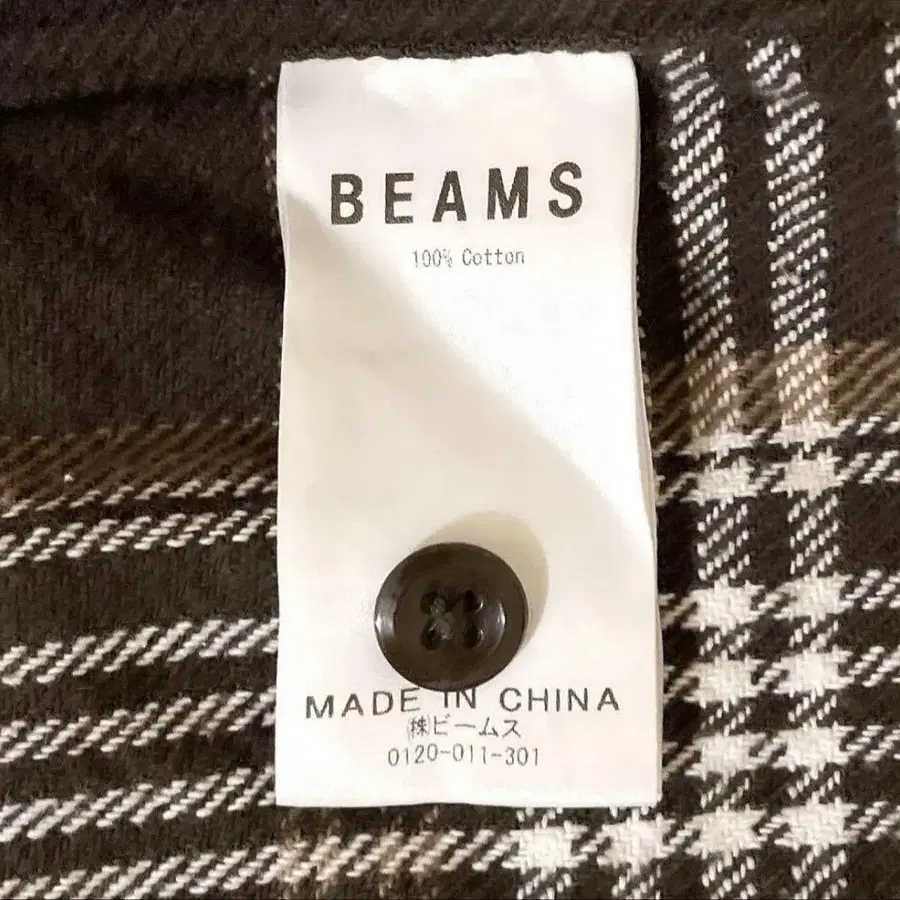 BEAMS
100% Cotton
MADE IN CHINA
㈱ビームス
0120-011-301